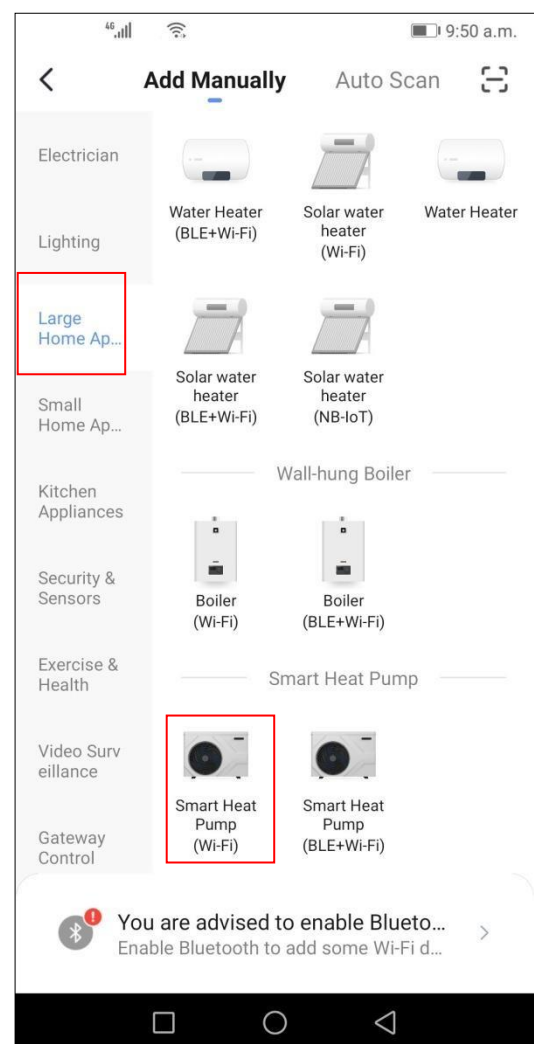 46
9:50 a.m.
Add Manually
Auto Scan
Electrician
Lighting
Large
Home Ap...
Small
Home Ap...
Kitchen
Appliances
Security &
Sensors
Exercise &
Health
Video Surv
eillance
Gateway
Control
Water Heater
(BLE+Wi-Fi)
Solar water
heater
(Wi-Fi)
Water Heater
Solar water
heater
(BLE+Wi-Fi)
Solar water
heater
(NB-IoT)
Wall-hung Boiler
Boiler
(Wi-Fi)
Boiler
(BLE+Wi-Fi)
Smart Heat Pump
Smart Heat
Pump
(Wi-Fi)
Smart Heat
Pump
(BLE+Wi-Fi)
You are advised to enable Blueto...
Enable Bluetooth to add some Wi-Fi d...